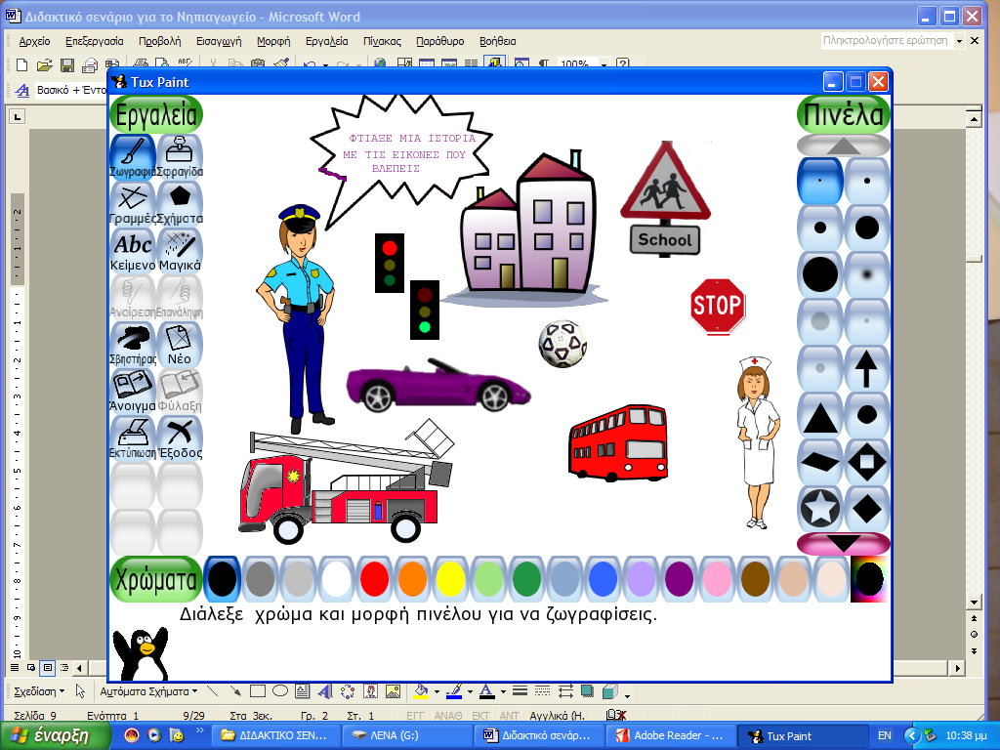 Διδακτικό σενάριο για το Νηπιαγωγείο - Microsoft Word
Αρχείο Επεξεργασία Προβολή Εισαγωγή Μορφή Εργαλεία Πίνακας Παράθυρο Βοήθεια
Πληκτρολογήστε ερώτηση
100%
Βασικό + Έντο
Tux Paint
Εργαλεία
Πινέλα
Ζωγραφιά Σφραγίδα
Γραμμές Σχήματα
Abc
Κείμενο Μαγικά
Αναίρεση Επανάληψη
Σβηστήρας Νέο
Άνοιγμα Φύλαξη
Εκτύπωση Έξοδος
ΦΤΙΑΞΕ ΜΙΑ ΙΣΤΟΡΙΑ
ΜΕ ΤΙΣ ΕΙΚΟΝΕΣ ΠΟΥ
ΒΛΕΠΕΙΣ
School
STOP
Χρώματα
Διάλεξε χρώμα και μορφή πινέλου για να ζωγραφίσεις.
Σχεδίαση Αυτόματα Σχήματα
Σελίδα 9 Ενότητα 1 9/29 Στα 3εκ. Γρ. 2 Στ. 1 ΕΓΓ ΑΝΑΘ ΕΚΤ ΑΝΤ Αγγλικά (Η.
έναρξη
ΔΙΔΑΚΤΙΚΟ ΣΕΝ... ΛΕΝΑ (G:) Διδακτικό σενάρ... Adobe Reader - ... Tux Paint EN 10:38 μμ